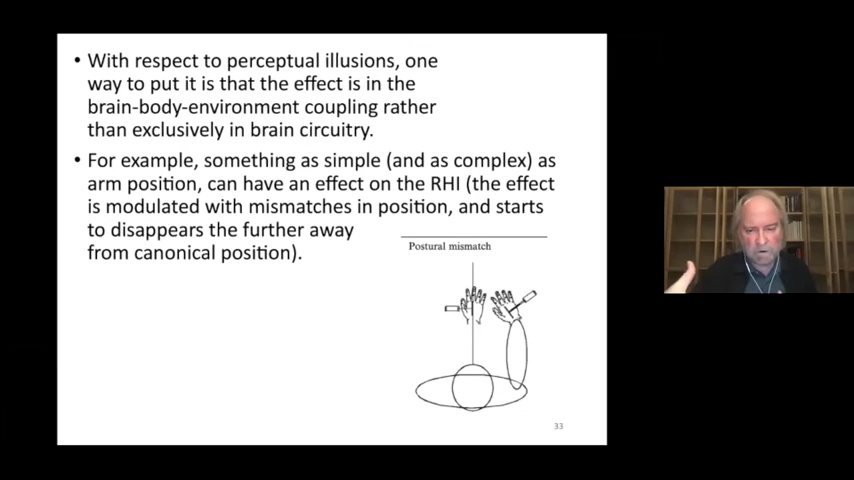 • With respect to perceptual illusions, one
way to put it is that the effect is in the
brain-body-environment coupling rather
than exclusively in brain circuitry.
• For example, something as simple (and as complex) as
arm position, can have an effect on the RHI (the effect
is modulated with mismatches in position, and starts
to disappears the further away
from canonical position).
Postural mismatch
33